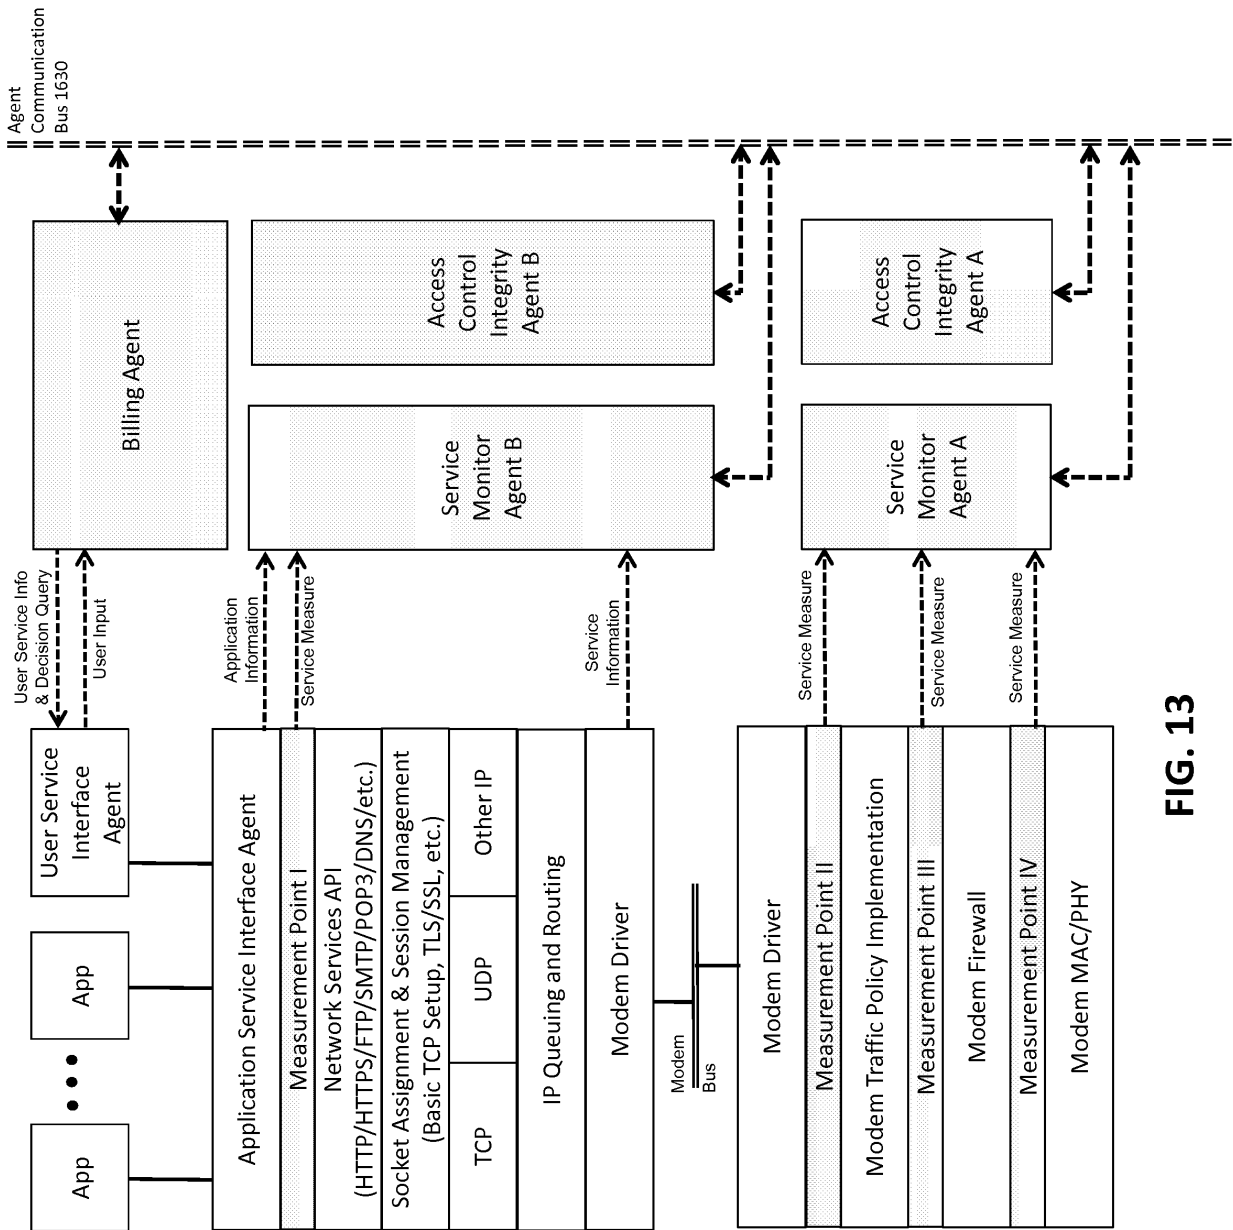 Agent
Communication
Bus 1630
Billing Agent
Access
Control
Integrity
Agent B
Access
Control
Integrity
Agent A
Service
Monitor
Agent B
Service
Monitor
Agent A
User Service Info
& Decision Query
User Input
Application
Information
Service Measure
Service
Information
Service Measure
Service Measure
Service Measure
User Service
Interface
Agent
App
App
Application Service Interface Agent
Measurement Point I
Network Services API
(HTTP/HTTPS/FTP/SMTP/POP3/DNS/etc.)
Socket Assignment & Session Management
(Basic TCP Setup, TLS/SSL, etc.)
TCP
UDP
Other IP
IP Queuing and Routing
Modem Driver
Modem
Bus
Modem Driver
Measurement Point II
Modem Traffic Policy Implementation
Measurement Point III
Modem Firewall
Measurement Point IV
Modem MAC/PHY
FIG. 13